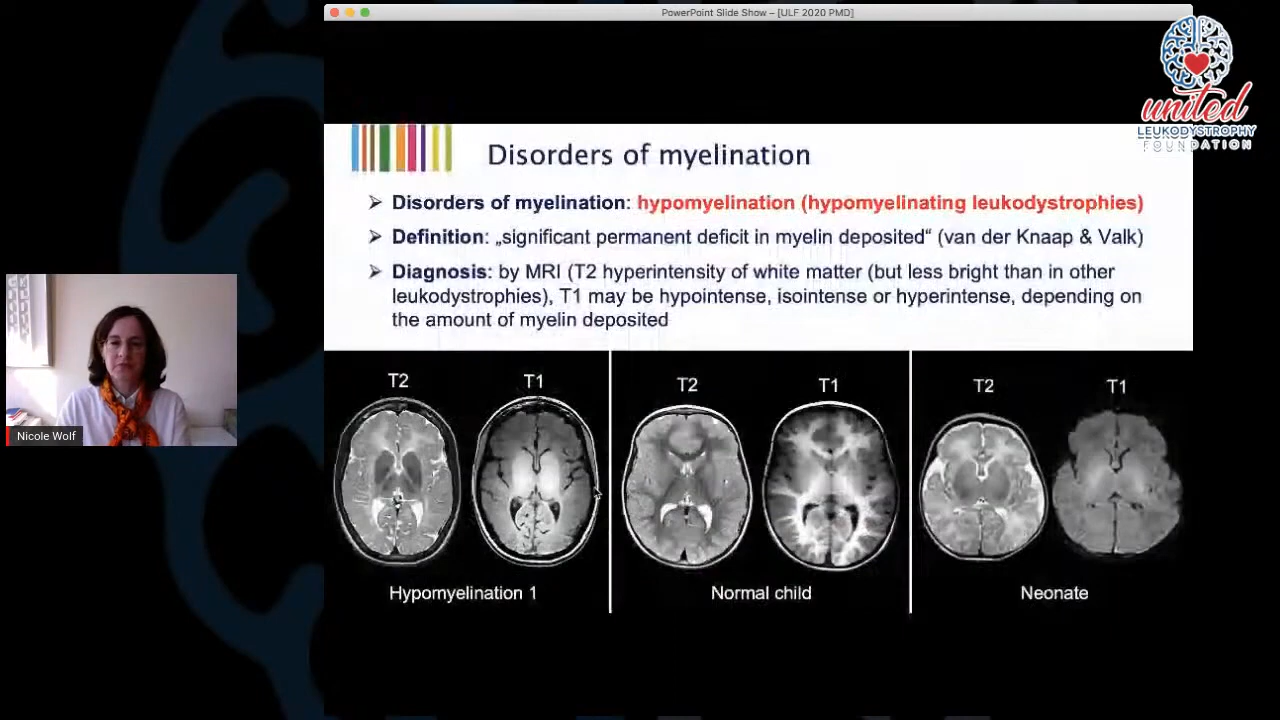 PowerPoint Slide Show – [ULF 2020 PMD]
united
LEUKODYSTROPHY
FOUNDATION
Disorders of myelination
➢ Disorders of myelination: hypomyelination (hypomyelinating leukodystrophies)
➢ Definition: „significant permanent deficit in myelin deposited“ (van der Knaap & Valk)
➢ Diagnosis: by MRI (T2 hyperintensity of white matter (but less bright than in other
leukodystrophies), T1 may be hypointense, isointense or hyperintense, depending on
the amount of myelin deposited
T2 T1 T2 T1 T2 T1
Nicole Wolf
Hypomyelination 1 Normal child Neonate